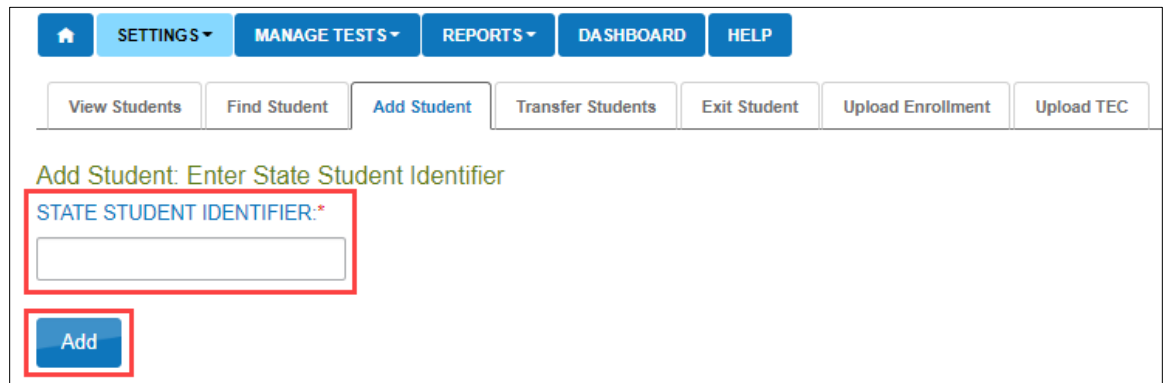 SETTINGS MANAGE TESTS REPORTS DASHBOARD HELP
View Students Find Student Add Student Transfer Students Exit Student Upload Enrollment Upload TEC
Add Student: Enter State Student Identifier
STATE STUDENT IDENTIFIER:*
Add